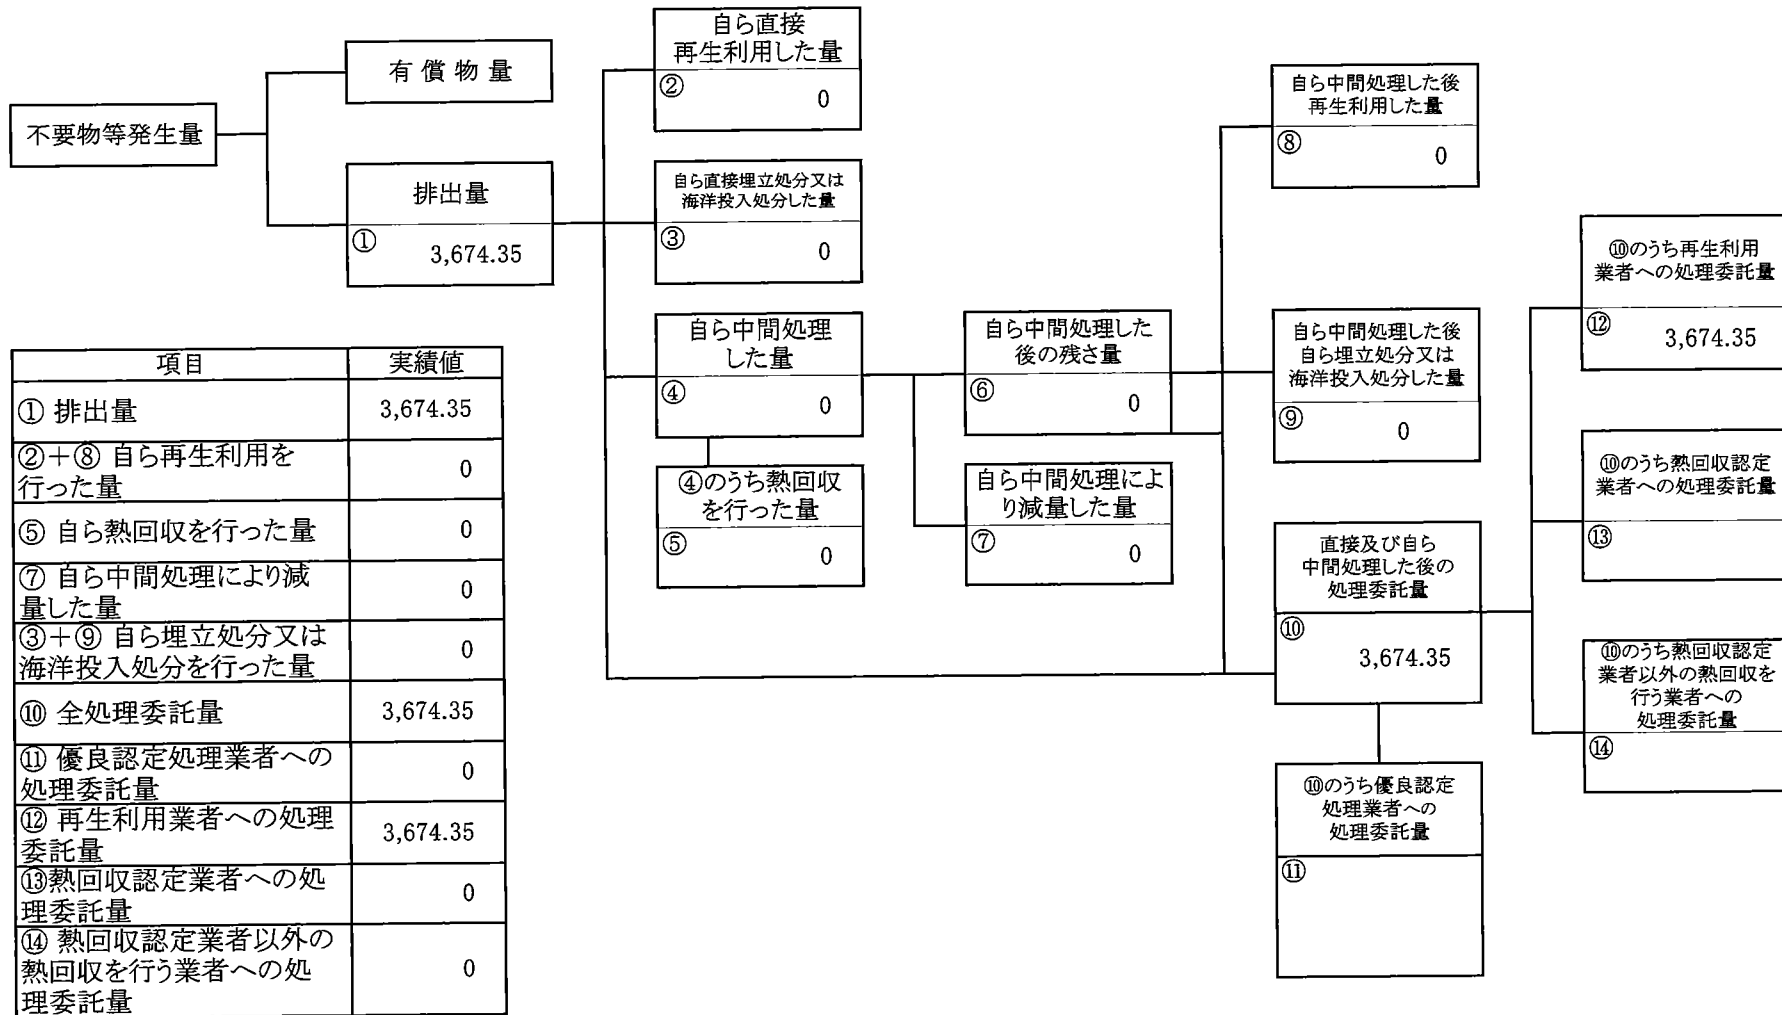 不要物等発生量
有償物量
排出量
①
3,674.35
自ら直接
再生利用した量
②
0
自ら直接埋立処分又は
海洋投入処分した量
③
0
自ら中間処理
した量
④
0
④のうち熱回収
を行った量
⑤
0
自ら中間処理した
後の残さ量
⑥
0
自ら中間処理によ
り減量した量
⑦
0
自ら中間処理した後
再生利用した量
⑧
0
自ら中間処理した後
自ら埋立処分又は
海洋投入処分した量
⑨
0
直接及び自ら
中間処理した後の
処理委託量
⑩
3,674.35
⑩のうち優良認定
処理業者への
処理委託量
⑪
⑩のうち再生利用
業者への処理委託量
⑫
3,674.35
⑩のうち熱回収認定
業者への処理委託量
⑬
⑩のうち熱回収認定
業者以外の熱回収を
行う業者への
処理委託量
⑭
項目 実績値
① 排出量 3,674.35
②+⑧ 自ら再生利用を
行った量 0
⑤ 自ら熱回収を行った量 0
⑦ 自ら中間処理により減
量した量 0
③+⑨ 自ら埋立処分又は
海洋投入処分を行った量 0
⑩ 全処理委託量 3,674.35
⑪ 優良認定処理業者への
処理委託量 0
⑫ 再生利用業者への処理
委託量 3,674.35
⑬熱回収認定業者への処
理委託量 0
⑭ 熱回収認定業者以外の
熱回収を行う業者への処
理委託量 0